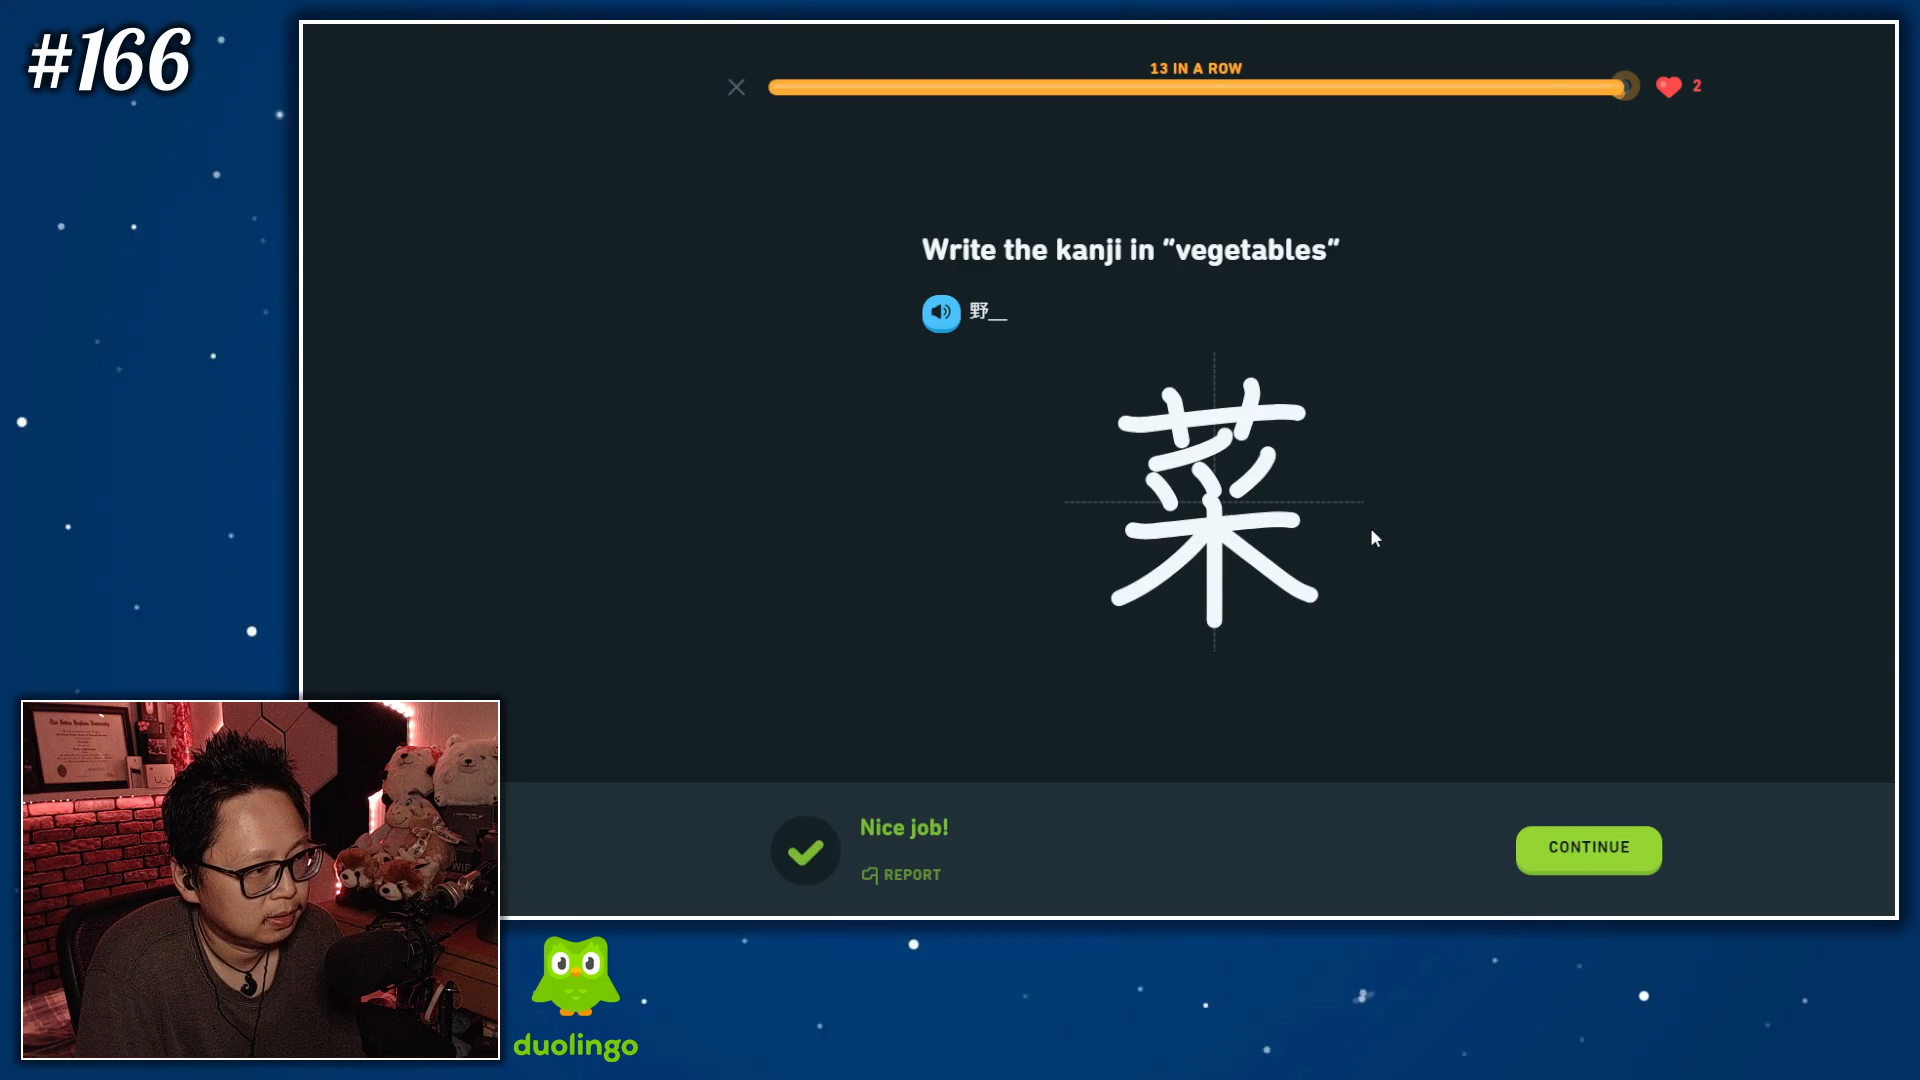 #166
13 IN A ROW
2
Write the kanji in “vegetables”
野__
菜
Nice job!
REPORT
CONTINUE
duolingo